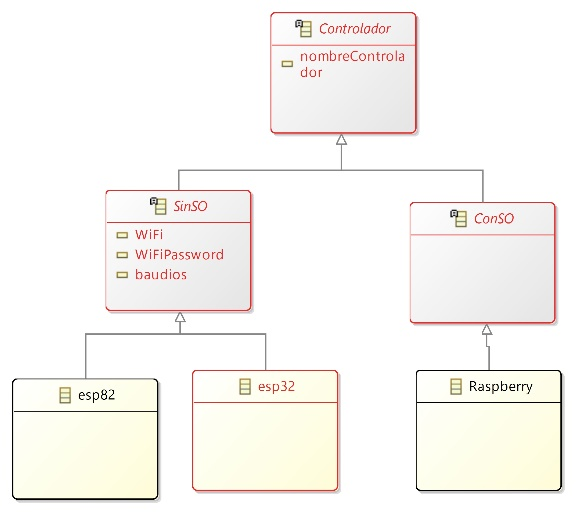 Controlador
nombreControla
dor
SinSO
WiFi
WiFiPassword
baudios
ConSO
esp82
esp32
Raspberry